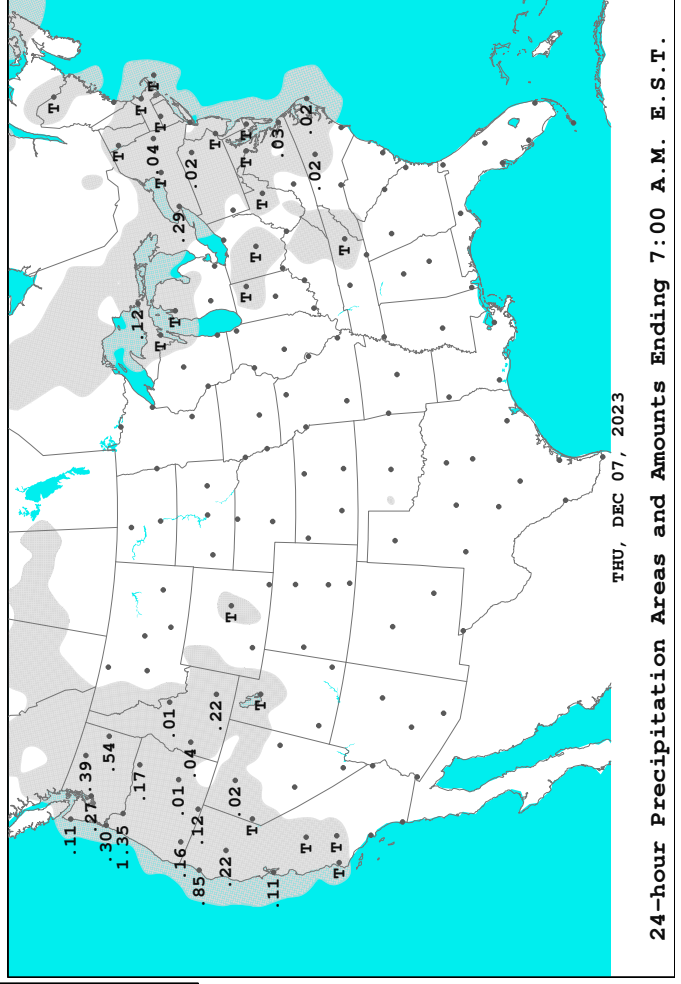 T
.11
.39
.27
.30
.54
T
1.35
.17
.12
T
.04
T
T
T
T
.01
T
.01
.29
.16
.04
.02
.85
.12
.22
T
.22
T
.02
T
T
T
T
T
T
T
.11
.03
T
.02
.02
T
T
T
THU, DEC 07, 2023
24-hour Precipitation Areas and Amounts Ending 7:00 A.M. E.S.T.